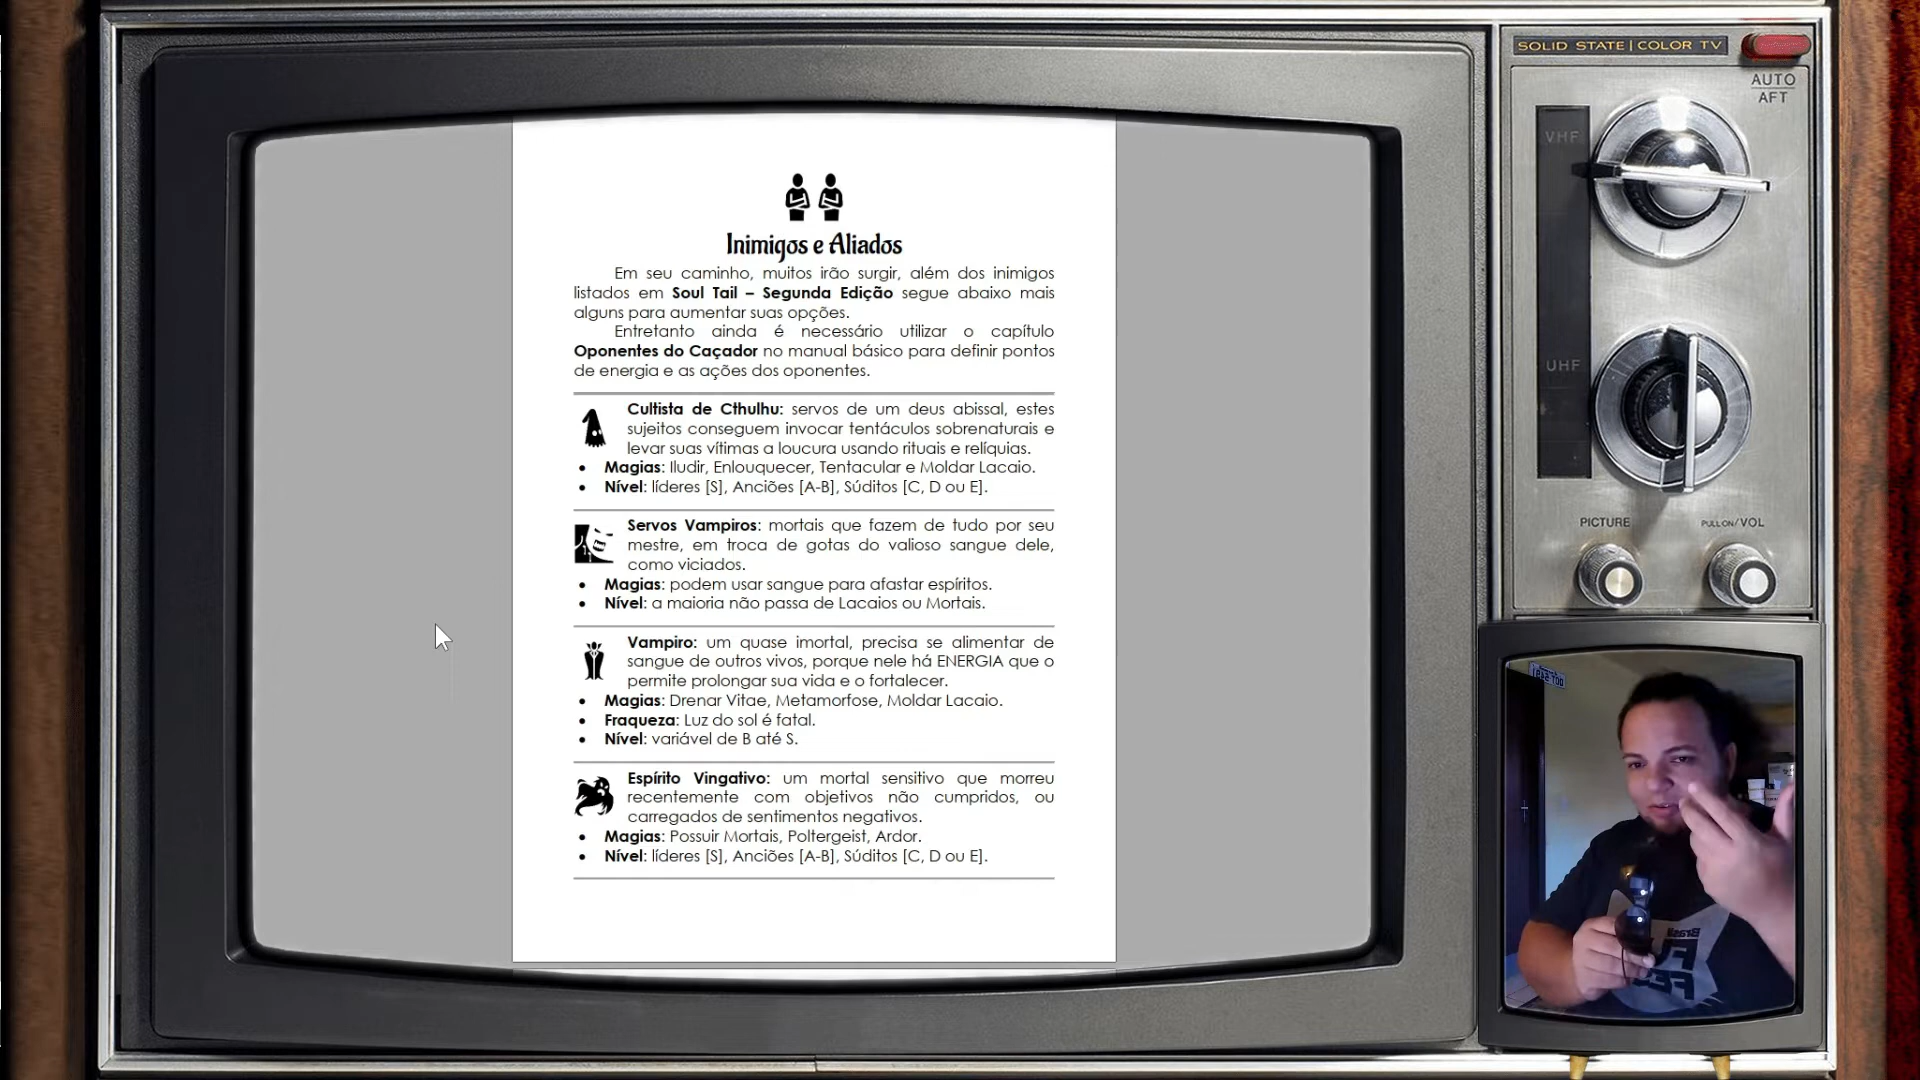 SOLID STATE | COLOR TV
AUTO
AFT
VHF
UHF
PICTURE
PULL ON/VOL
Inimigos e Aliados
Em seu caminho, muitos irão surgir, além dos inimigos
listados em Soul Tail – Segunda Edição segue abaixo mais
alguns para aumentar suas opções.
Entretanto ainda é necessário utilizar o capítulo
Oponentes do Caçador no manual básico para definir pontos
de energia e as ações dos oponentes.
Cultista de Cthulhu: servos de um deus abissal, estes
sujeitos conseguem invocar tentáculos sobrenaturais e
levar suas vítimas a loucura usando rituais e relíquias.
• Magias: Iludir, Enlouquecer, Tentacular e Moldar Lacaio.
• Nível: líderes [S], Anciões [A-B], Súditos [C, D ou E].
Servos Vampiros: mortais que fazem de tudo por seu
mestre, em troca de gotas do valioso sangue dele,
como viciados.
• Magias: podem usar sangue para afastar espíritos.
• Nível: a maioria não passa de Lacaios ou Mortais.
Vampiro: um quase imortal, precisa se alimentar de
sangue de outros vivos, porque nele há ENERGIA que o
permite prolongar sua vida e o fortalecer.
• Magias: Drenar Vitae, Metamorfose, Moldar Lacaio.
• Fraqueza: Luz do sol é fatal.
• Nível: variável de B até S.
Espírito Vingativo: um mortal sensitivo que morreu
recentemente com objetivos não cumpridos, ou
carregados de sentimentos negativos.
• Magias: Possuir Mortais, Poltergeist, Ardor.
• Nível: líderes [S], Anciões [A-B], Súditos [C, D ou E].